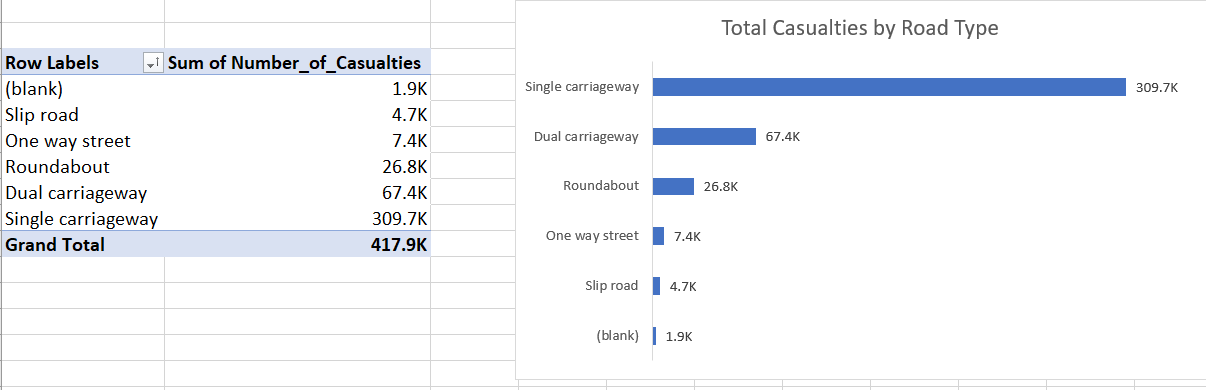 Row Labels Sum of Number_of_Casualties
(blank) 1.9K
Slip road 4.7K
One way street 7.4K
Roundabout 26.8K
Dual carriageway 67.4K
Single carriageway 309.7K
Grand Total 417.9K
Total Casualties by Road Type
Single carriageway 309.7K
Dual carriageway 67.4K
Roundabout 26.8K
One way street 7.4K
Slip road 4.7K
(blank) 1.9K